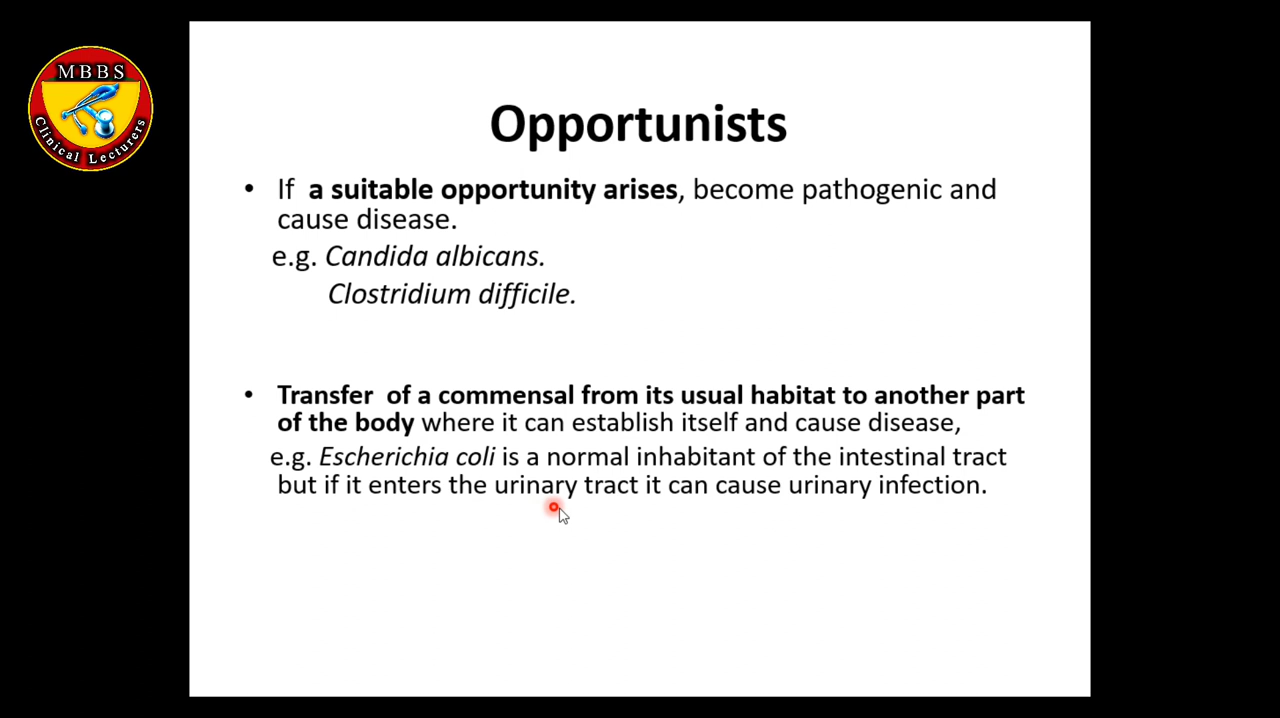 MBBS
Clinical Lecturers
Opportunists
• If a suitable opportunity arises, become pathogenic and
cause disease.
e.g. Candida albicans.
Clostridium difficile.
• Transfer of a commensal from its usual habitat to another part
of the body where it can establish itself and cause disease,
e.g. Escherichia coli is a normal inhabitant of the intestinal tract
but if it enters the urinary tract it can cause urinary infection.